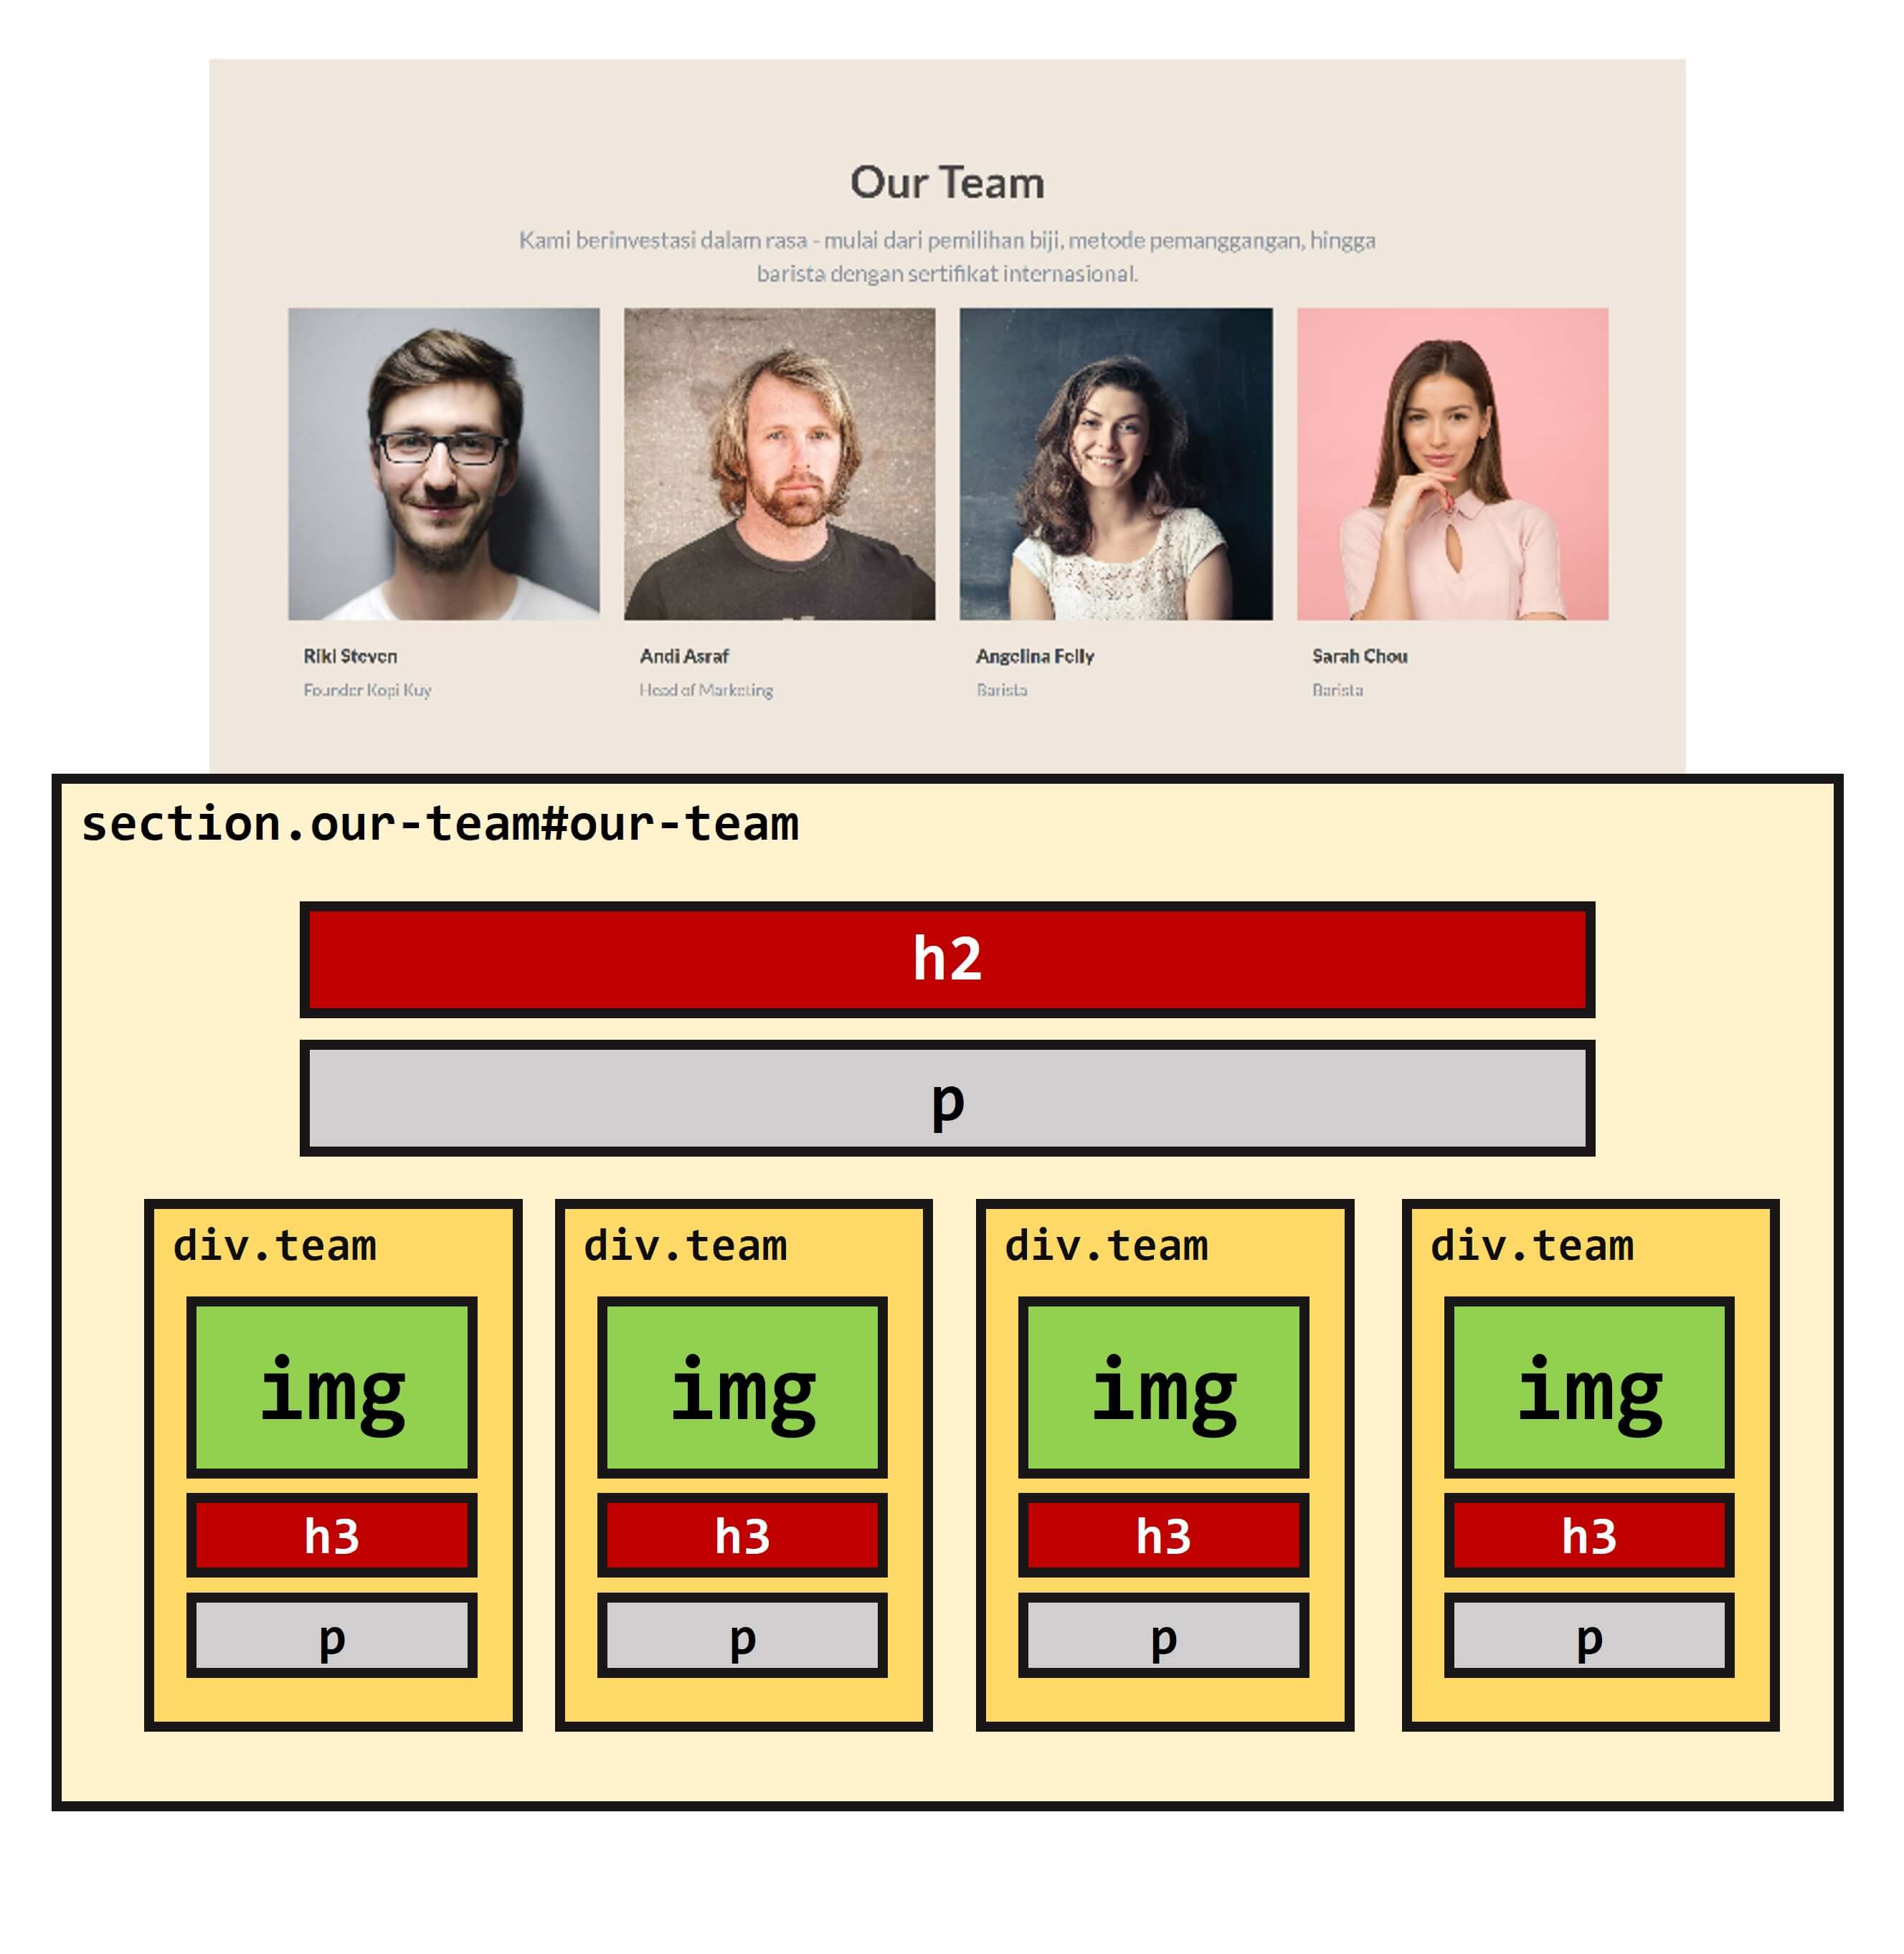 Our Team
Kami berinvestasi dalam rasa - mulai dari pemilihan biji, metode pemanggangan, hingga
barista dengan sertifikat internasional.
Riki Steven
Founder Kopi Kuy
Andi Asraf
Head of Marketing
Angelina Felly
Barista
Sarah Chou
Barista
section.our-team#our-team
h2
p
div.team
img
h3
p
div.team
img
h3
p
div.team
img
h3
p
div.team
img
h3
p